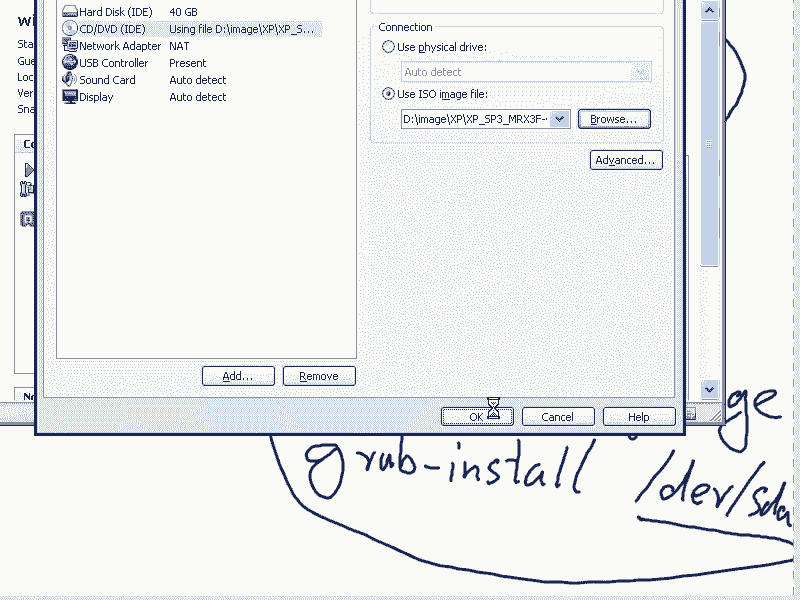 wi
Hard Disk (IDE) 40 GB
CD/DVD (IDE) Using file D:\image\XP\XP_S...
Network Adapter NAT
USB Controller Present
Sound Card Auto detect
Display Auto detect
Sta
Gue
Loc
Ver
Sna
Co
No
Connection
Use physical drive:
Auto detect
Use ISO image file:
D:\image\XP\XP_SP3_MRX3F-
Browse...
Advanced...
Add... Remove
OK Cancel Help
ge
grub-install /dev/sda